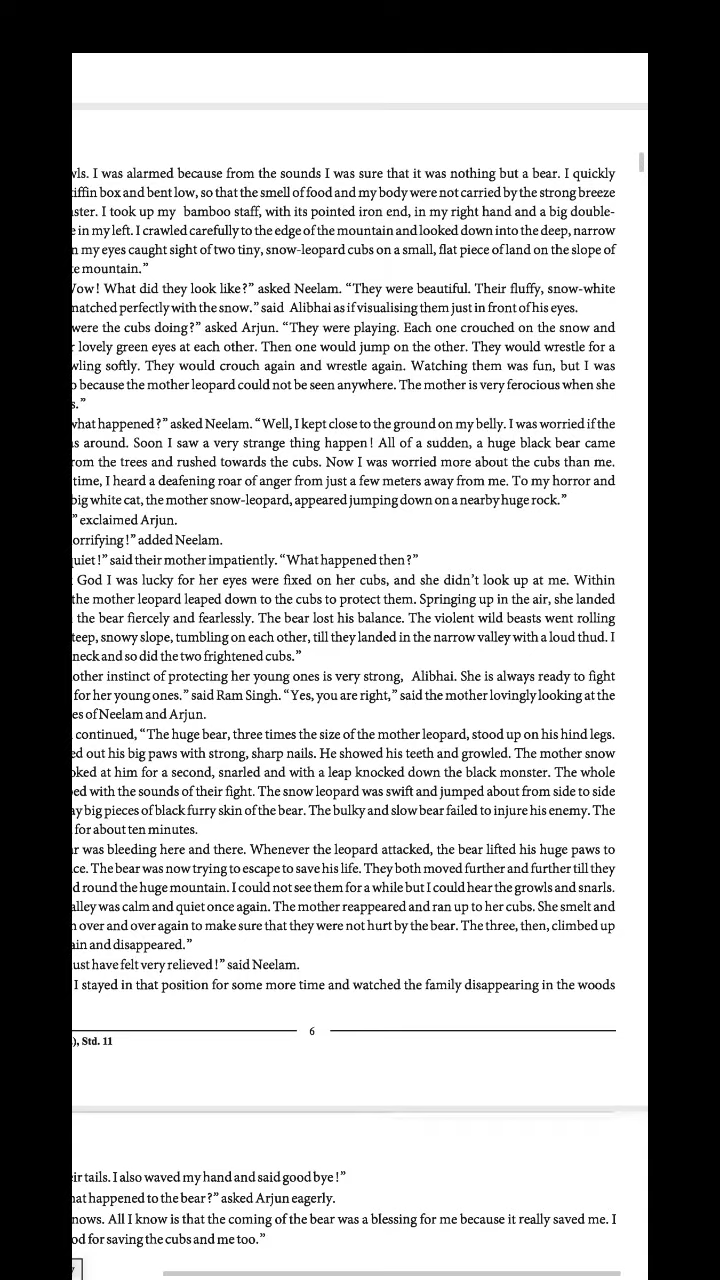 wls. I was alarmed because from the sounds I was sure that it was nothing but a bear. I quickly
iffin box and bent low, so that the smell of food and my body were not carried by the strong breeze
ster. I took up my bamboo staff, with its pointed iron end, in my right hand and a big double-
e in my left. I crawled carefully to the edge of the mountain and looked down into the deep, narrow
n my eyes caught sight of two tiny, snow-leopard cubs on a small, flat piece of land on the slope of
e mountain.”
Wow! What did they look like?” asked Neelam. “They were beautiful. Their fluffy, snow-white
matched perfectly with the snow.” said Alibhai as if visualising them just in front of his eyes.
were the cubs doing?” asked Arjun. “They were playing. Each one crouched on the snow and
r lovely green eyes at each other. Then one would jump on the other. They would wrestle for a
wling softly. They would crouch again and wrestle again. Watching them was fun, but I was
o because the mother leopard could not be seen anywhere. The mother is very ferocious when she
s.”
what happened?” asked Neelam. “Well, I kept close to the ground on my belly. I was worried if the
s around. Soon I saw a very strange thing happen! All of a sudden, a huge black bear came
rom the trees and rushed towards the cubs. Now I was worried more about the cubs than me.
time, I heard a deafening roar of anger from just a few meters away from me. To my horror and
big white cat, the mother snow-leopard, appeared jumping down on a nearby huge rock.”
” exclaimed Arjun.
orrifying!” added Neelam.
quiet!” said their mother impatiently. “What happened then?”
God I was lucky for her eyes were fixed on her cubs, and she didn’t look up at me. Within
the mother leopard leaped down to the cubs to protect them. Springing up in the air, she landed
the bear fiercely and fearlessly. The bear lost his balance. The violent wild beasts went rolling
teep, snowy slope, tumbling on each other, till they landed in the narrow valley with a loud thud. I
neck and so did the two frightened cubs.”
other instinct of protecting her young ones is very strong, Alibhai. She is always ready to fight
for her young ones.” said Ram Singh. “Yes, you are right,” said the mother lovingly looking at the
es of Neelam and Arjun.
continued, “The huge bear, three times the size of the mother leopard, stood up on his hind legs.
ed out his big paws with strong, sharp nails. He showed his teeth and growled. The mother snow
oked at him for a second, snarled and with a leap knocked down the black monster. The whole
ed with the sounds of their fight. The snow leopard was swift and jumped about from side to side
ay big pieces of black furry skin of the bear. The bulky and slow bear failed to injure his enemy. The
for about ten minutes.
r was bleeding here and there. Whenever the leopard attacked, the bear lifted his huge paws to
ce. The bear was now trying to escape to save his life. They both moved further and further till they
d round the huge mountain. I could not see them for a while but I could hear the growls and snarls.
alley was calm and quiet once again. The mother reappeared and ran up to her cubs. She smelt and
n over and over again to make sure that they were not hurt by the bear. The three, then, climbed up
ain and disappeared.”
ust have felt very relieved!” said Neelam.
I stayed in that position for some more time and watched the family disappearing in the woods
6
), Std. 11
eir tails. I also waved my hand and said good bye!”
hat happened to the bear?” asked Arjun eagerly.
nows. All I know is that the coming of the bear was a blessing for me because it really saved me. I
od for saving the cubs and me too.”